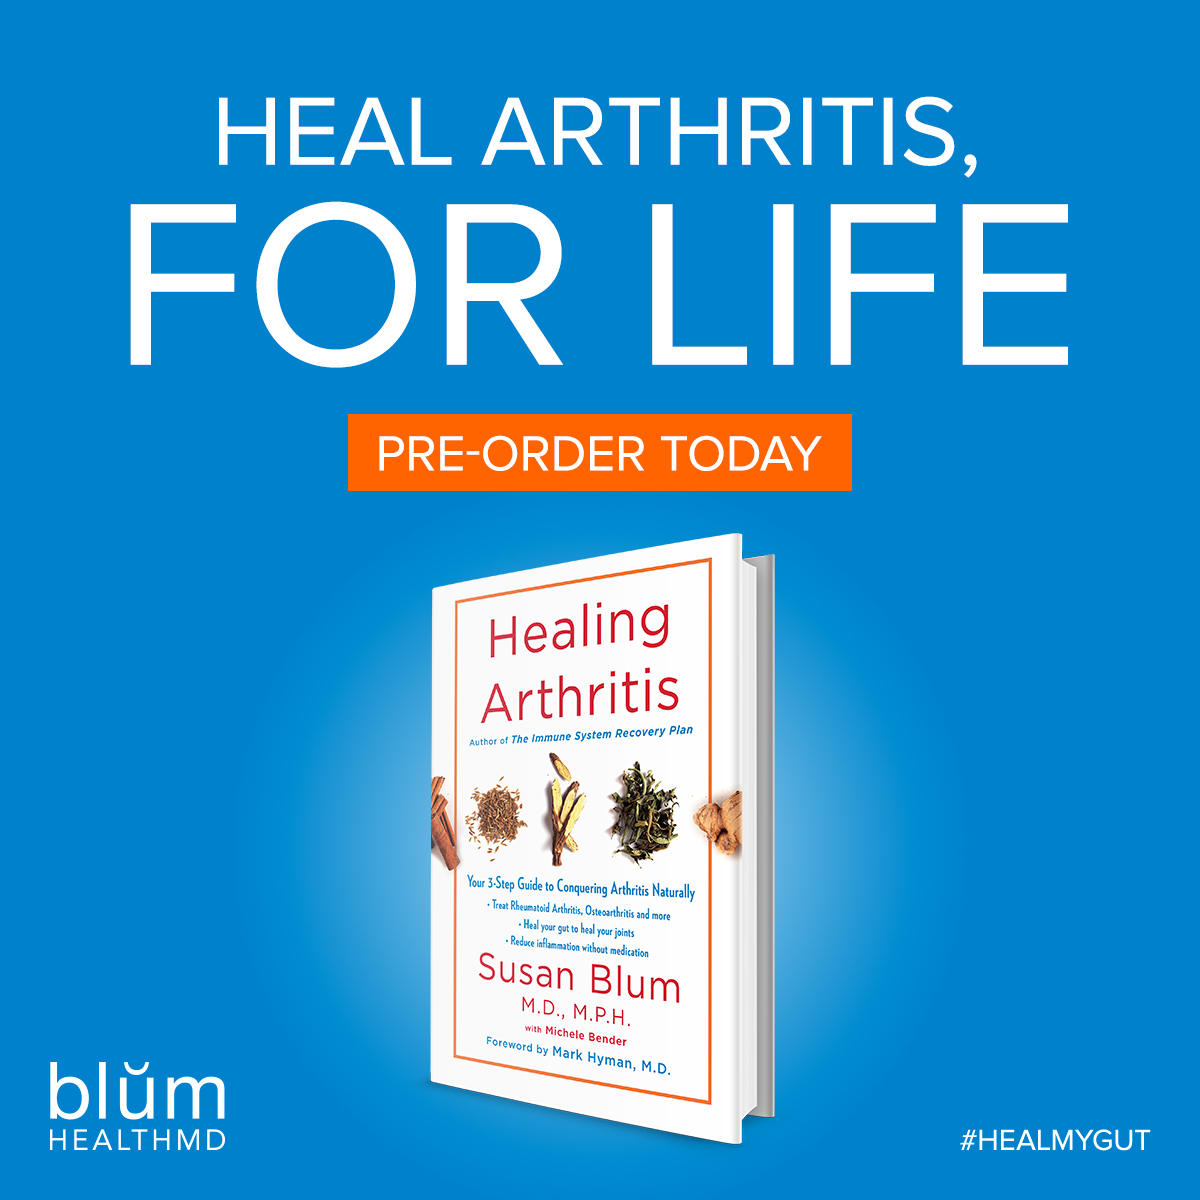 HEAL ARTHRITIS,
FOR LIFE
PRE-ORDER TODAY
Healing
Arthritis
Author of The Immune System Recovery Plan
Your 3-Step Guide to Conquering Arthritis Naturally
• Treat Rheumatoid Arthritis, Osteoarthritis and more
• Heal your gut to heal your joints
• Reduce inflammation without medication
Susan Blum
M.D., M.P.H.
with Michele Bender
Foreword by Mark Hyman, M.D.
blŭm
HEALTHMD
#HEALMYGUT